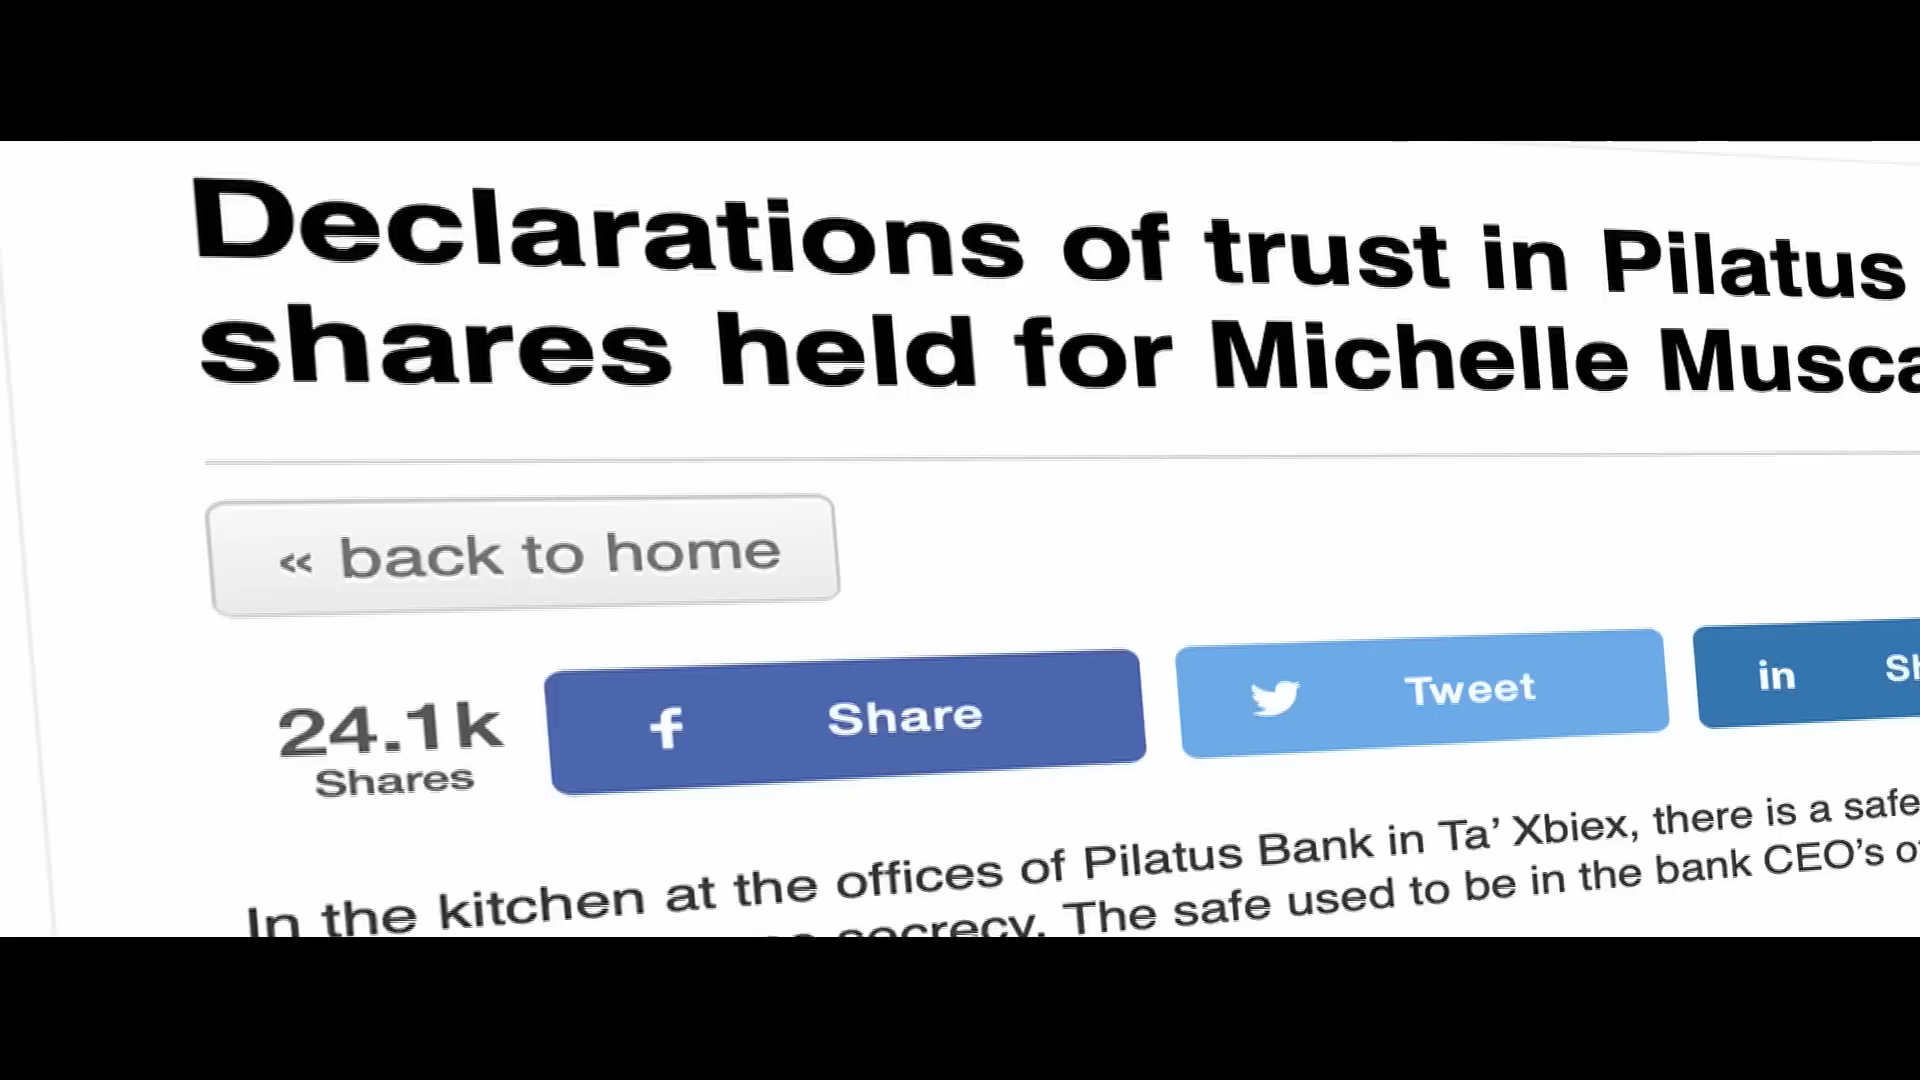 Declarations of trust in Pilatus
shares held for Michelle Musca
« back to home
24.1k
Shares
Share
Tweet
in
In the kitchen at the offices of Pilatus Bank in Ta’ Xbiex, there is a safe
secrecy. The safe used to be in the bank CEO’s